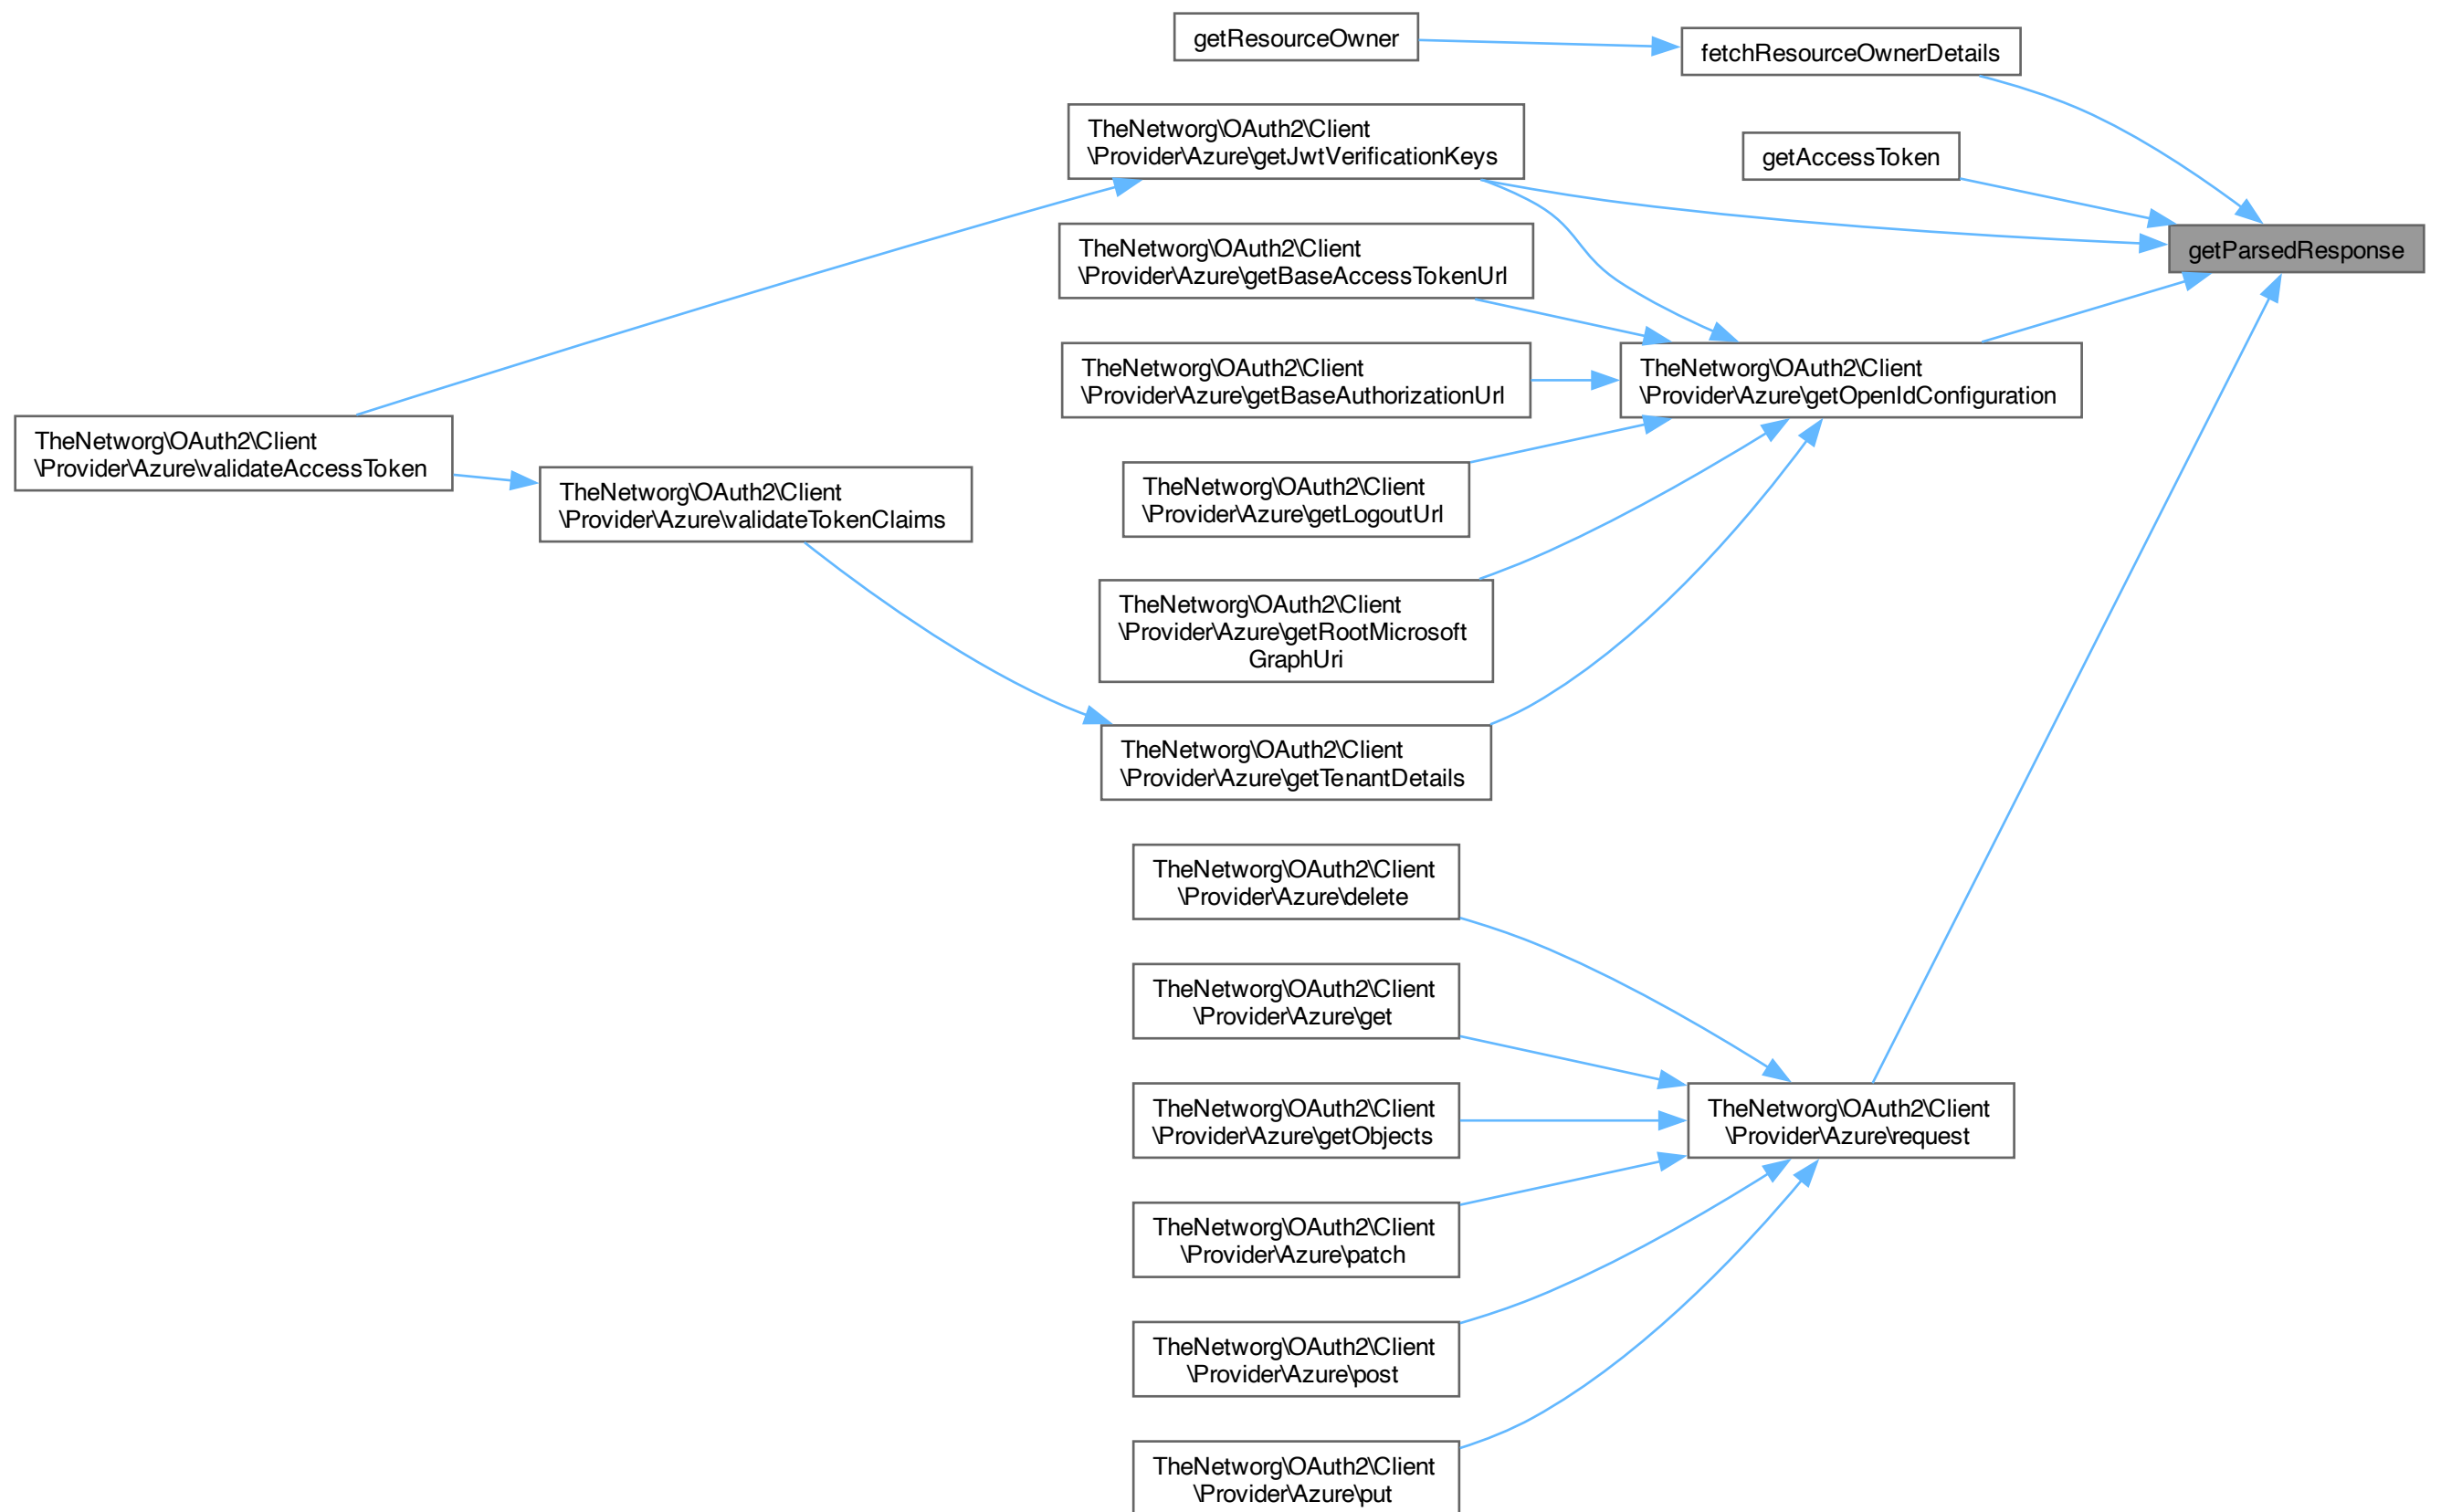 getResourceOwner
fetchResourceOwnerDetails
TheNetworg\OAuth2\Client
\Provider\Azure\getJwtVerificationKeys
getAccessToken
getParsedResponse
TheNetworg\OAuth2\Client
\Provider\Azure\getBaseAccessTokenUrl
TheNetworg\OAuth2\Client
\Provider\Azure\getBaseAuthorizationUrl
TheNetworg\OAuth2\Client
\Provider\Azure\getOpenIdConfiguration
TheNetworg\OAuth2\Client
\Provider\Azure\validateAccessToken
TheNetworg\OAuth2\Client
\Provider\Azure\validateTokenClaims
TheNetworg\OAuth2\Client
\Provider\Azure\getLogoutUrl
TheNetworg\OAuth2\Client
\Provider\Azure\getRootMicrosoft
GraphUri
TheNetworg\OAuth2\Client
\Provider\Azure\getTenantDetails
TheNetworg\OAuth2\Client
\Provider\Azure\delete
TheNetworg\OAuth2\Client
\Provider\Azure\get
TheNetworg\OAuth2\Client
\Provider\Azure\getObjects
TheNetworg\OAuth2\Client
\Provider\Azure\request
TheNetworg\OAuth2\Client
\Provider\Azure\patch
TheNetworg\OAuth2\Client
\Provider\Azure\post
TheNetworg\OAuth2\Client
\Provider\Azure\put